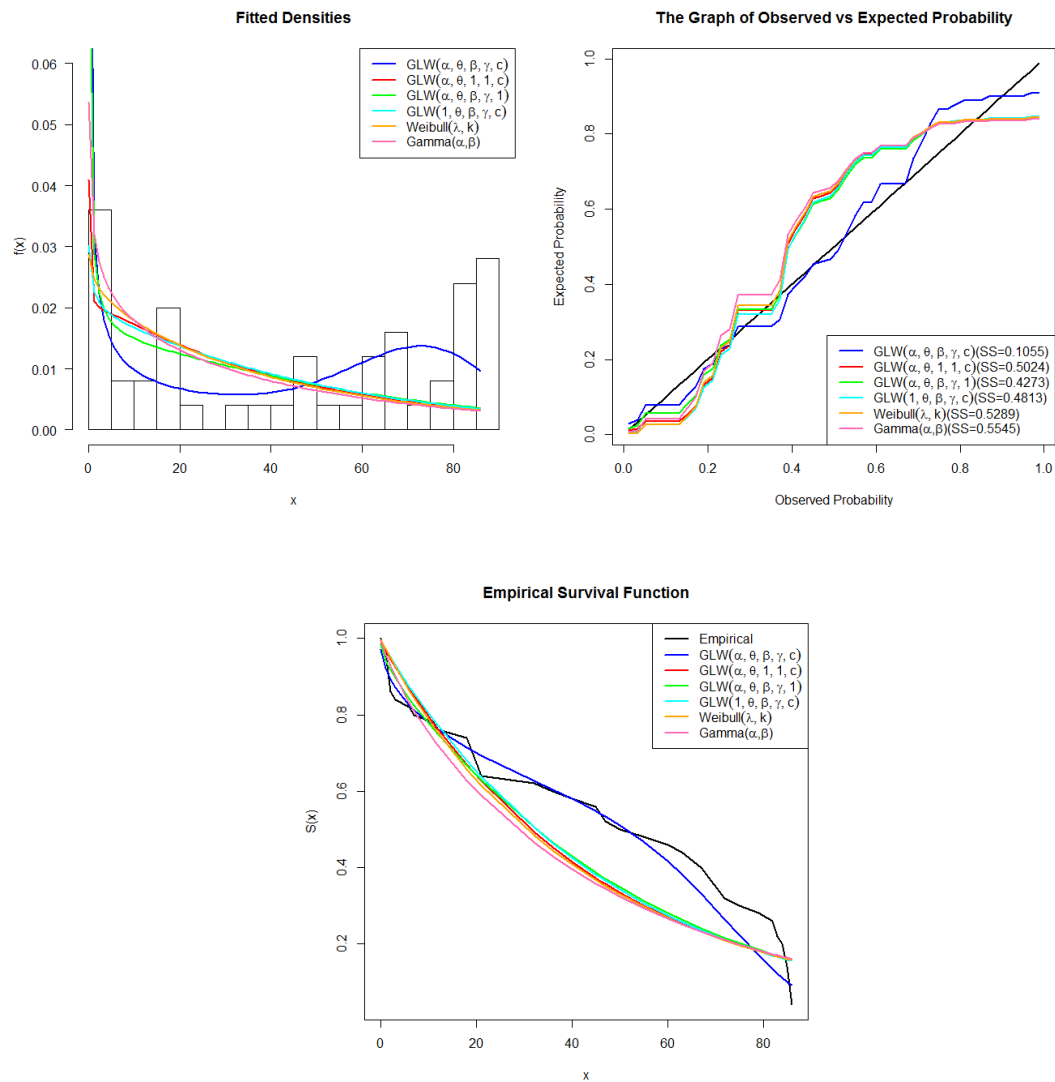 Fitted Densities
f(x)
0.06
0.05
0.04
0.03
0.02
0.01
0.00
GLW(α, θ, β, γ, c)
GLW(α, θ, 1, 1, c)
GLW(α, θ, β, γ, 1)
GLW(1, θ, β, γ, c)
Weibull(λ, k)
Gamma(α,β)
0 20 40 60 80
x
The Graph of Observed vs Expected Probability
Expected Probability
1.0
0.8
0.6
0.4
0.2
0.0
GLW(α, θ, β, γ, c)(SS=0.1055)
GLW(α, θ, 1, 1, c)(SS=0.5024)
GLW(α, θ, β, γ, 1)(SS=0.4273)
GLW(1, θ, β, γ, c)(SS=0.4813)
Weibull(λ, k)(SS=0.5289)
Gamma(α,β)(SS=0.5545)
0.0 0.2 0.4 0.6 0.8 1.0
Observed Probability
Empirical Survival Function
S(x)
1.0
0.8
0.6
0.4
0.2
Empirical
GLW(α, θ, β, γ, c)
GLW(α, θ, 1, 1, c)
GLW(α, θ, β, γ, 1)
GLW(1, θ, β, γ, c)
Weibull(λ, k)
Gamma(α,β)
0 20 40 60 80
x